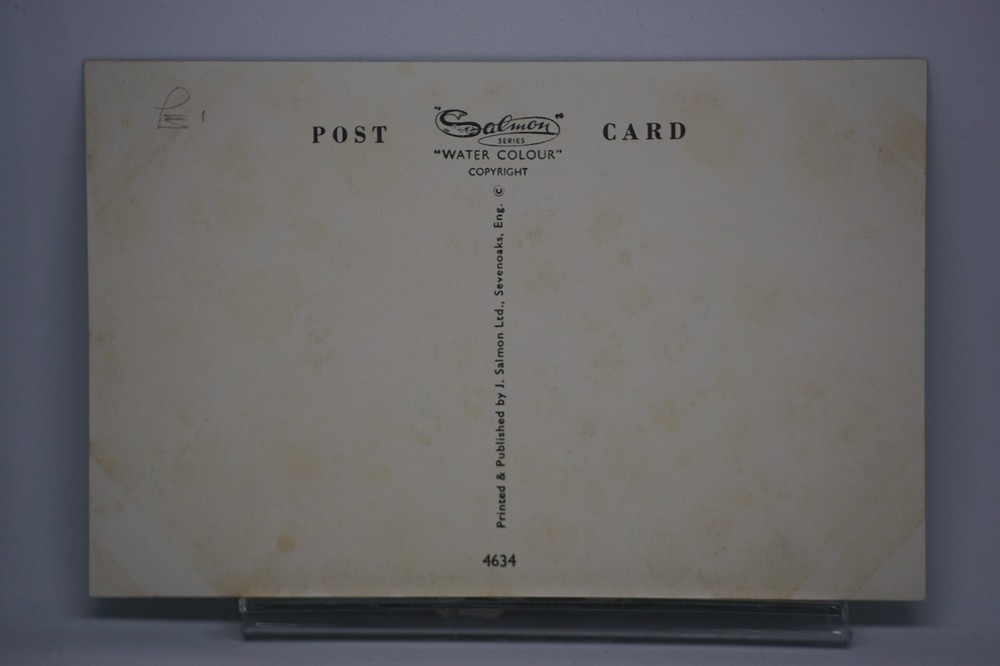 POST "Salmon" CARD
SERIES
"WATER COLOUR"
COPYRIGHT
Printed & Published by J. Salmon Ltd., Sevenoaks, Eng. ©
4634